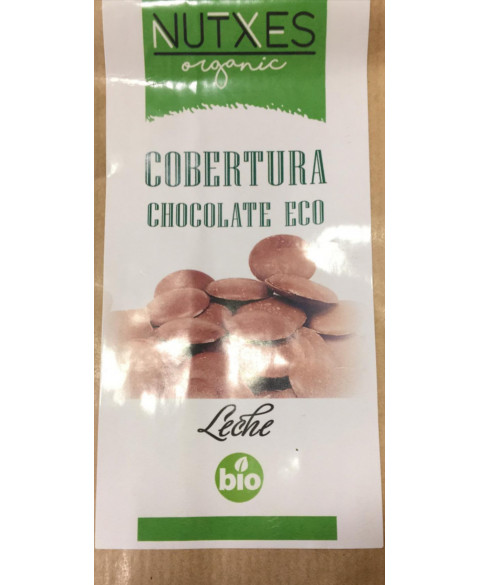 NUTXES
organic
COBERTURA
CHOCOLATE ECO
Leche
bio